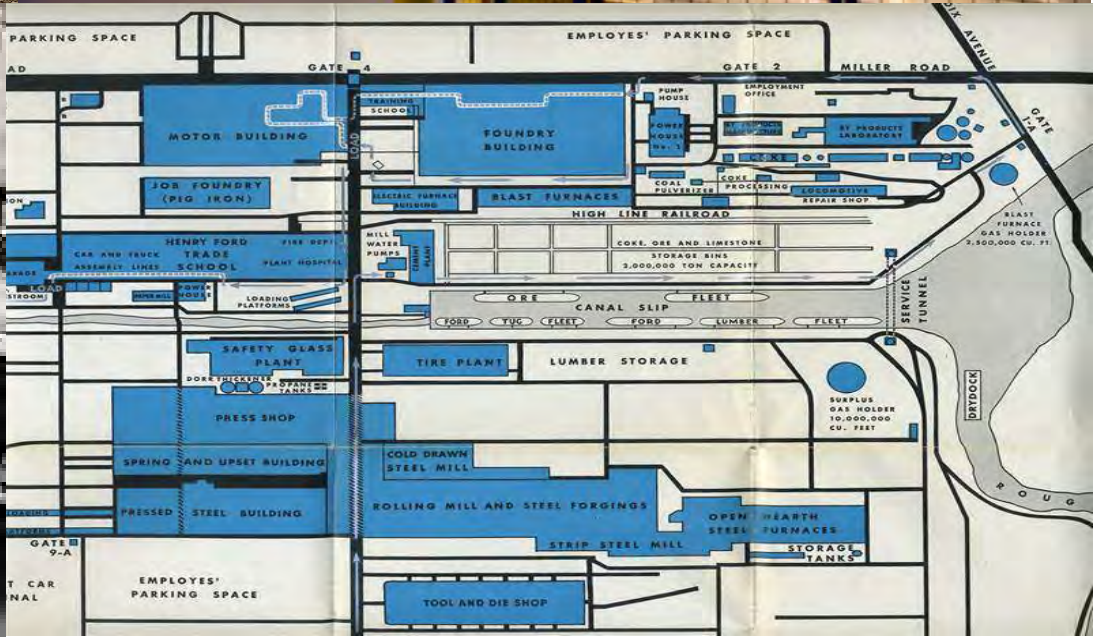 PARKING SPACE
EMPLOYES' PARKING SPACE
DIX AVENUE
AD
GATE 4
GATE 2
MILLER ROAD
GATE
1-A
MOTOR BUILDING
LOAD
TRAINING
SCHOOL
FOUNDRY
BUILDING
PUMP
HOUSE
POWER
HOUSE
No. 1
EMPLOYMENT
OFFICE
BY PRODUCTS
LABORATORY
COKE
JOB FOUNDRY
(PIG IRON)
ELECTRIC FURNACE
BUILDING
BLAST FURNACES
COAL
PULVERIZER
COKE
PROCESSING
LOCOMOTIVE
REPAIR SHOP
HIGH LINE RAILROAD
BLAST
FURNACE
GAS HOLDER
2,500,000 CU. FT.
HENRY FORD
TRADE
SCHOOL
CAR AND TRUCK
ASSEMBLY LINES
FIRE DEPT.
PLANT HOSPITAL
MILL
WATER
PUMPS
CEMENT
PLANT
COKE, ORE AND LIMESTONE
STORAGE BINS
2,000,000 TON CAPACITY
LOAD
PAPER MILL
POWER
HOUSE
LOADING
PLATFORMS
ORE FLEET
CANAL SLIP
FORD TUG FLEET FORD LUMBER FLEET
SERVICE
TUNNEL
SAFETY GLASS
PLANT
DORR THICKENER
PROPANE
TANKS
TIRE PLANT
LUMBER STORAGE
SURPLUS
GAS HOLDER
10,000,000
CU. FEET
DRYDOCK
ROUG
PRESS SHOP
SPRING AND UPSET BUILDING
COLD DRAWN
STEEL MILL
PRESSED STEEL BUILDING
ROLLING MILL AND STEEL FORGINGS
OPEN HEARTH
STEEL FURNACES
STRIP STEEL MILL
STORAGE
TANKS
GATE
9-A
T CAR
NAL
EMPLOYES'
PARKING SPACE
TOOL AND DIE SHOP